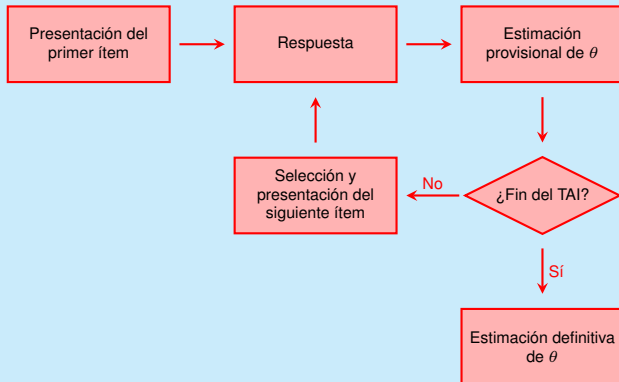 Presentación del
primer ítem
Respuesta
Estimación
provisional de θ
Selección y
presentación del
siguiente ítem
No
¿Fin del TAI?
Sí
Estimación definitiva
de θ